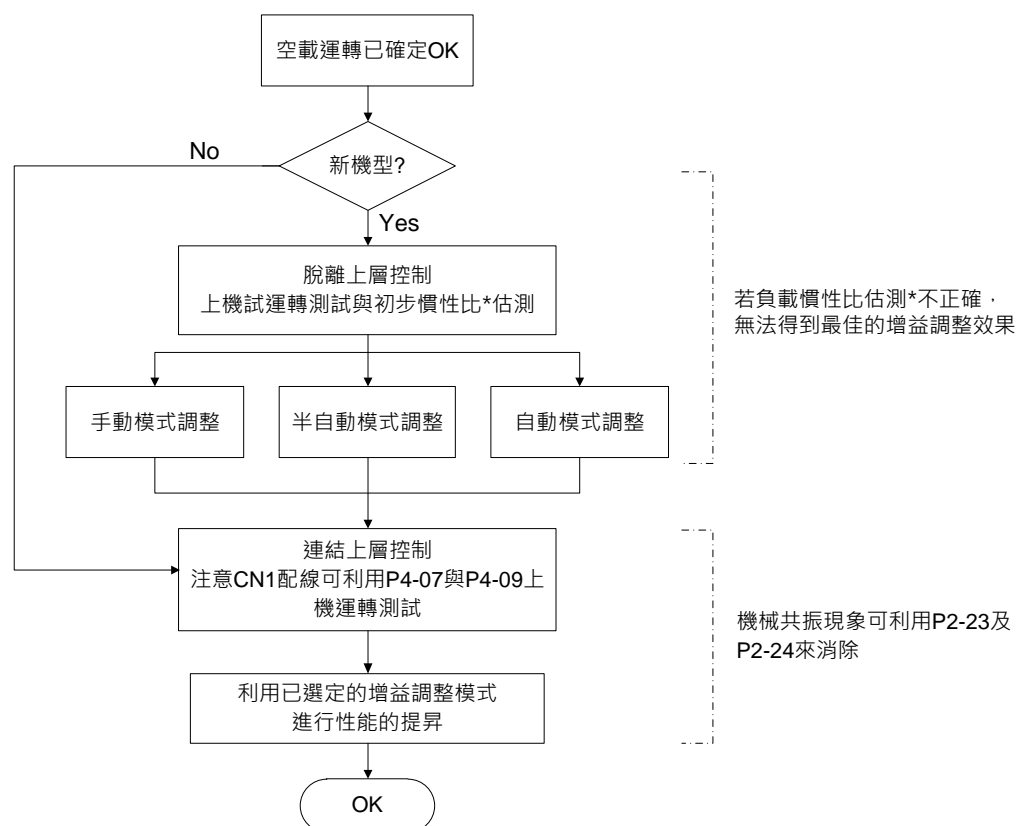 空載運轉已確定OK
No
新機型?
Yes
脫離上層控制
上機試運轉測試與初步慣性比*估測
若負載慣性比估測*不正確，
無法得到最佳的增益調整效果
手動模式調整
半自動模式調整
自動模式調整
連結上層控制
注意CN1配線可利用P4-07與P4-09上
機運轉測試
機械共振現象可利用P2-23及
P2-24來消除
利用已選定的增益調整模式
進行性能的提昇
OK